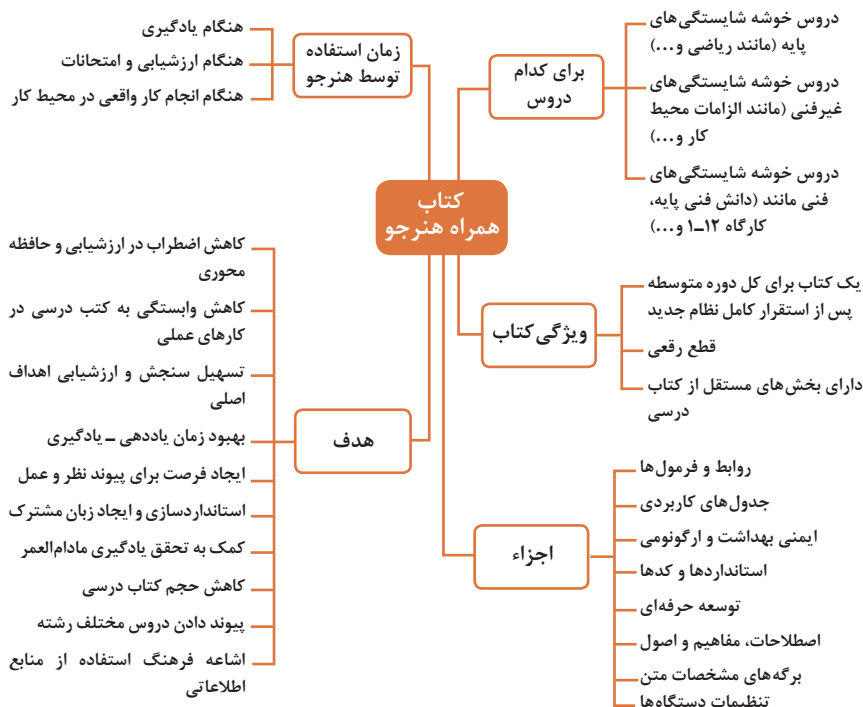 کتاب
همراه هنرجو
برای کدام
دروس
دروس خوشه شایستگی‌های
پایه (مانند ریاضی و...)
دروس خوشه شایستگی‌های
غیرفنی (مانند الزامات محیط
کار و...)
دروس خوشه شایستگی‌های
فنی مانند (دانش فنی پایه،
کارگاه ۱۲-۱ و...)
ویژگی کتاب
یک کتاب برای کل دوره متوسطه
پس از استقرار کامل نظام جدید
قطع رقعی
دارای بخش‌های مستقل از کتاب
درسی
اجزاء
روابط و فرمول‌ها
جدول‌های کاربردی
ایمنی بهداشت و ارگونومی
استانداردها و کدها
توسعه حرفه‌ای
اصطلاحات، مفاهیم و اصول
برگه‌های مشخصات متن
تنظیمات دستگاه‌ها
زمان استفاده
توسط هنرجو
هنگام یادگیری
هنگام ارزشیابی و امتحانات
هنگام انجام کار واقعی در محیط کار
هدف
کاهش اضطراب در ارزشیابی و حافظه
محوری
کاهش وابستگی به کتب درسی در
کارهای عملی
تسهیل سنجش و ارزشیابی اهداف
اصلی
بهبود زمان یاددهی - یادگیری
ایجاد فرصت برای پیوند نظر و عمل
استانداردسازی و ایجاد زبان مشترک
کمک به تحقق یادگیری مادام‌العمر
کاهش حجم کتاب درسی
پیوند دادن دروس مختلف رشته
اشاعه فرهنگ استفاده از منابع
اطلاعاتی